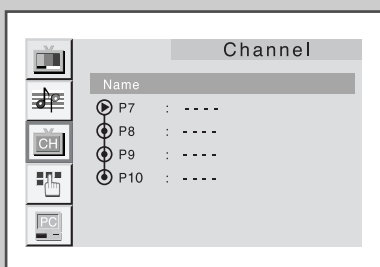 Channel
Name
P7 : - - - -
CH
P8 : - - - -
P9 : - - - -
P10 : - - - -
PC